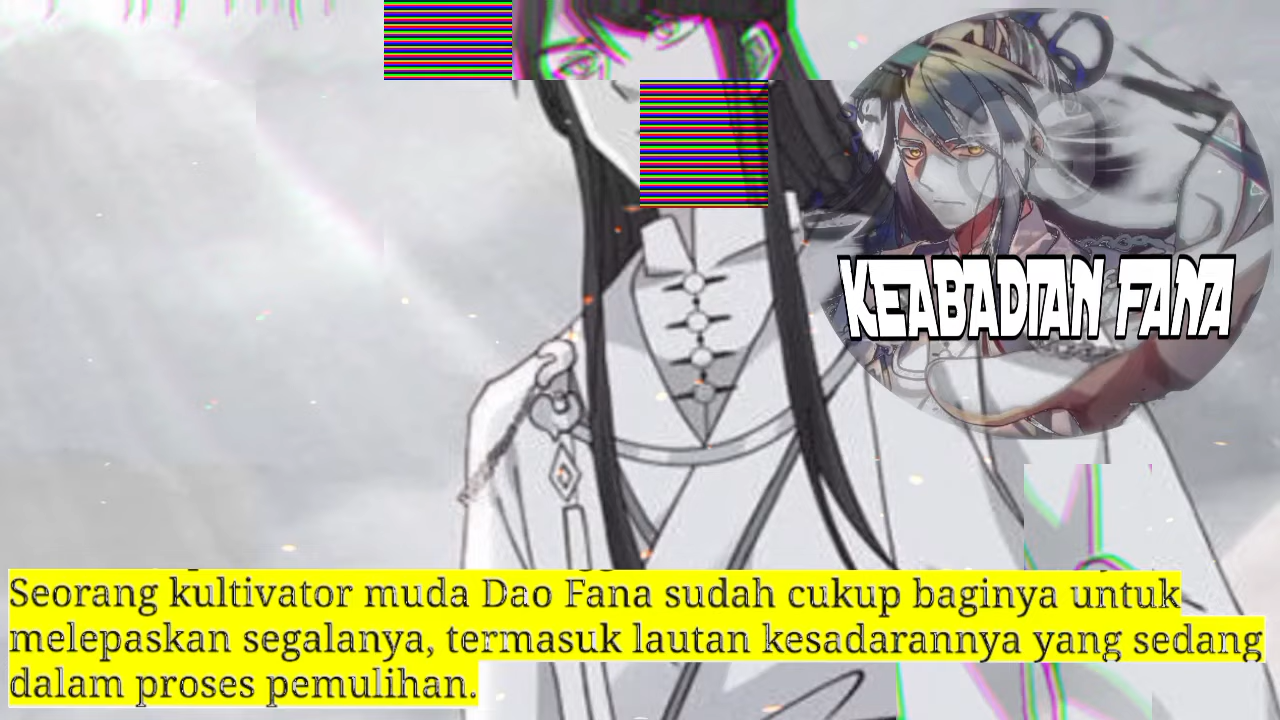 KEABADIAN FANA
Seorang kultivator muda Dao Fana sudah cukup baginya untuk
melepaskan segalanya, termasuk lautan kesadarannya yang sedang
dalam proses pemulihan.